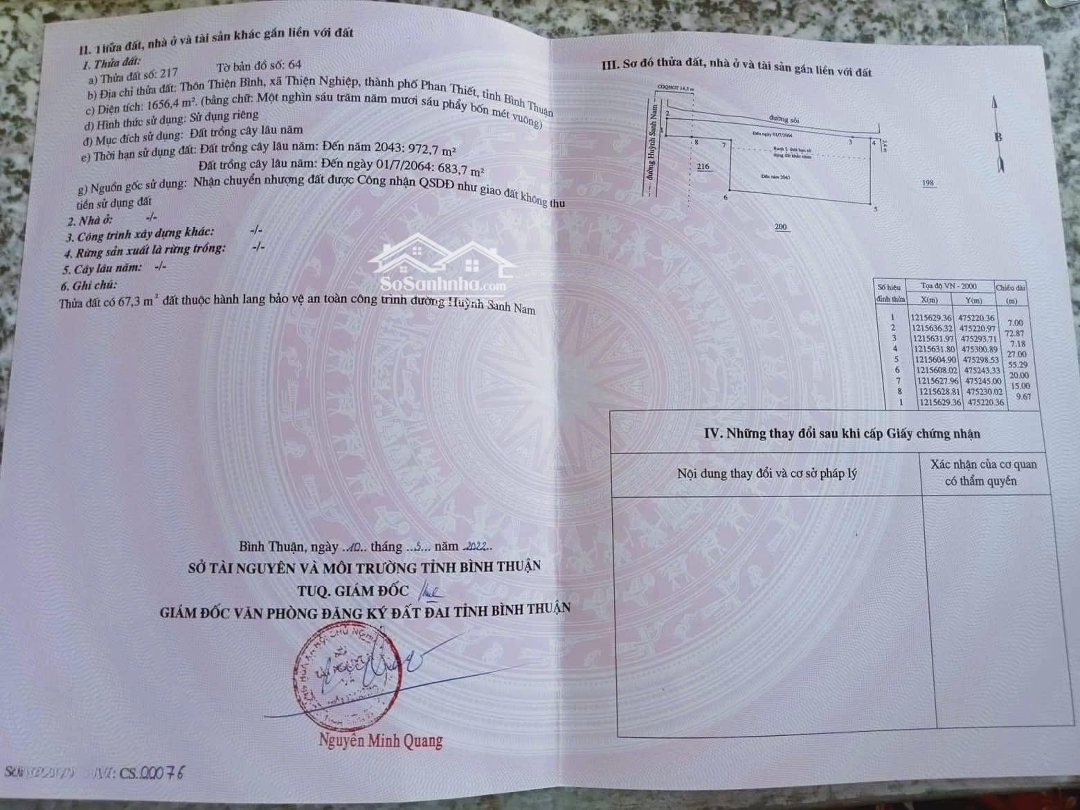 II. Thửa đất, nhà ở và tài sản khác gắn liền với đất
1. Thửa đất:
a) Thửa đất số: 217 Tờ bản đồ số: 64
b) Địa chỉ thửa đất: Thôn Thiện Bình, xã Thiện Nghiệp, thành phố Phan Thiết, tỉnh Bình Thuận
c) Diện tích: 1656,4 m². (bằng chữ: Một nghìn sáu trăm năm mươi sáu phẩy bốn mét vuông)
d) Hình thức sử dụng: Sử dụng riêng
đ) Mục đích sử dụng: Đất trồng cây lâu năm
e) Thời hạn sử dụng đất: Đất trồng cây lâu năm: Đến năm 2043: 972,7 m²
Đất trồng cây lâu năm: Đến ngày 01/7/2064: 683,7 m²
g) Nguồn gốc sử dụng: Nhận chuyển nhượng đất được Công nhận QSDĐ như giao đất không thu
tiền sử dụng đất
2. Nhà ở: -/-
3. Công trình xây dựng khác: -/-
4. Rừng sản xuất là rừng trồng: -/-
5. Cây lâu năm: -/-
6. Ghi chú:
Thửa đất có 67,3 m² đất thuộc hành lang bảo vệ an toàn công trình đường Huỳnh Sanh Nam
SoSanhnha.com
Bình Thuận, ngày ..10.. tháng ..5... năm .2022..
SỞ TÀI NGUYÊN VÀ MÔI TRƯỜNG TỈNH BÌNH THUẬN
TUQ. GIÁM ĐỐC
GIÁM ĐỐC VĂN PHÒNG ĐĂNG KÝ ĐẤT ĐAI TỈNH BÌNH THUẬN
Nguyễn Minh Quang
CS.00076
III. Sơ đồ thửa đất, nhà ở và tài sản gắn liền với đất
đường Huỳnh Sanh Nam
đường sỏi
Đến ngày 01/7/2064
Đến năm 2043
B
1
2
3
4
5
6
7
8
216
198
200
Số hiệu đỉnh thửa Tọa độ VN - 2000 Chiều dài (m)
X(m) Y(m)
1 1215629.36 475220.36
7.00
2 1215636.32 475220.97
72.87
3 1215631.97 475293.71
7.18
4 1215631.80 475300.89
27.00
5 1215604.90 475298.53
55.29
6 1215608.02 475243.33
20.00
7 1215627.96 475245.00
15.00
8 1215628.81 475230.02
9.67
1 1215629.36 475220.36
IV. Những thay đổi sau khi cấp Giấy chứng nhận
Nội dung thay đổi và cơ sở pháp lý
Xác nhận của cơ quan
có thẩm quyền